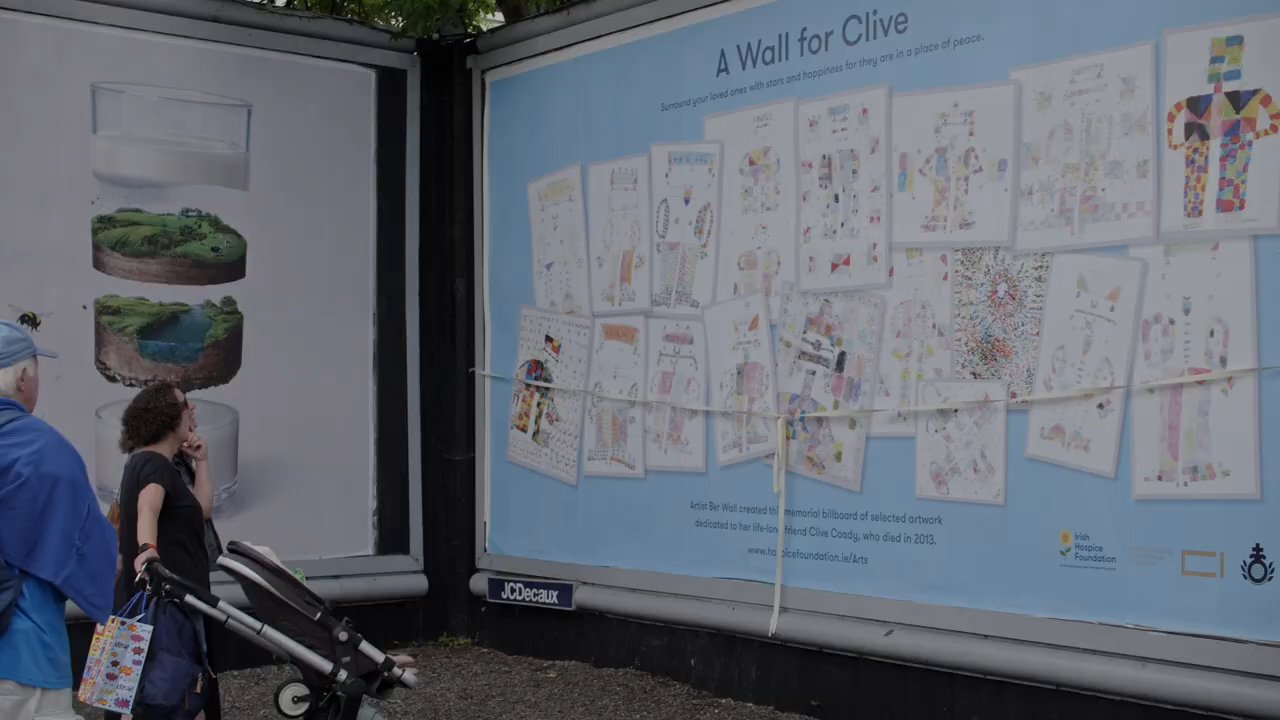 A Wall for Clive
Surround your loved ones with stars and happiness for they are in a place of peace.
Artist Ber Wall created this memorial billboard of selected artwork
dedicated to her life-long friend Clive Coady, who died in 2013.
www.hospicefoundation.ie/Arts
Irish
Hospice
Foundation
JCDecaux